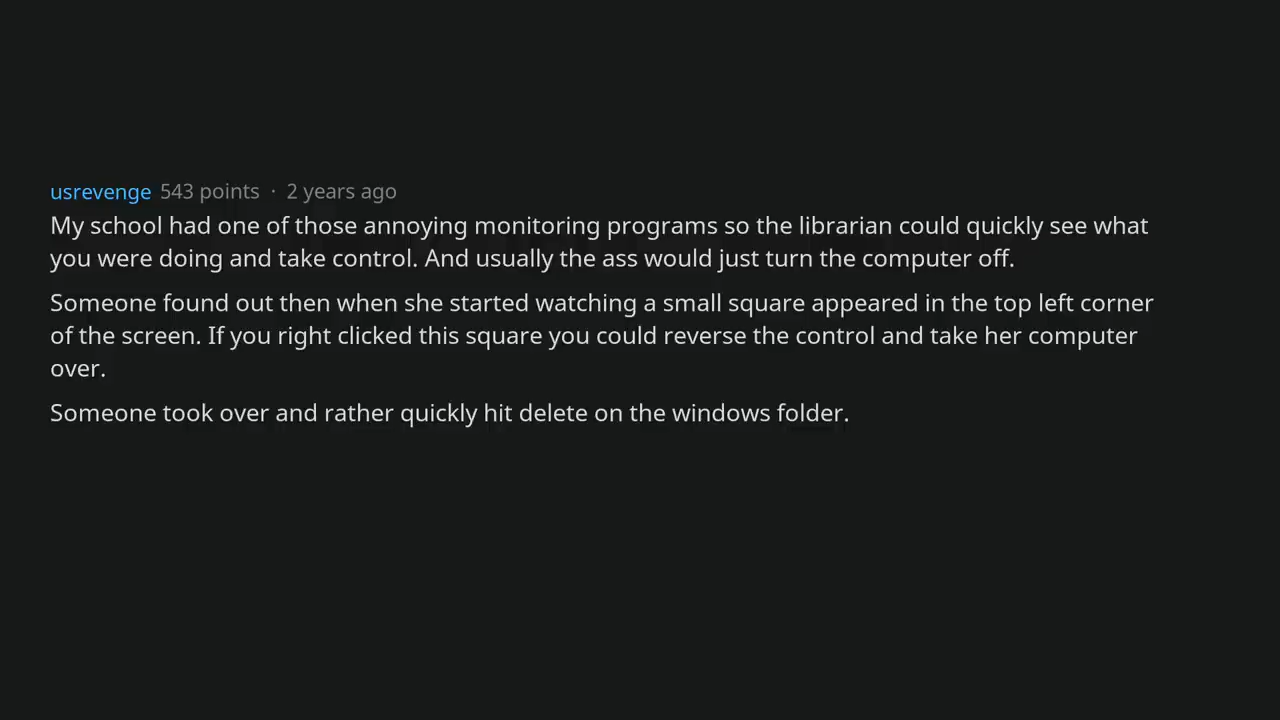 usrevenge 543 points · 2 years ago
My school had one of those annoying monitoring programs so the librarian could quickly see what
you were doing and take control. And usually the ass would just turn the computer off.
Someone found out then when she started watching a small square appeared in the top left corner
of the screen. If you right clicked this square you could reverse the control and take her computer
over.
Someone took over and rather quickly hit delete on the windows folder.